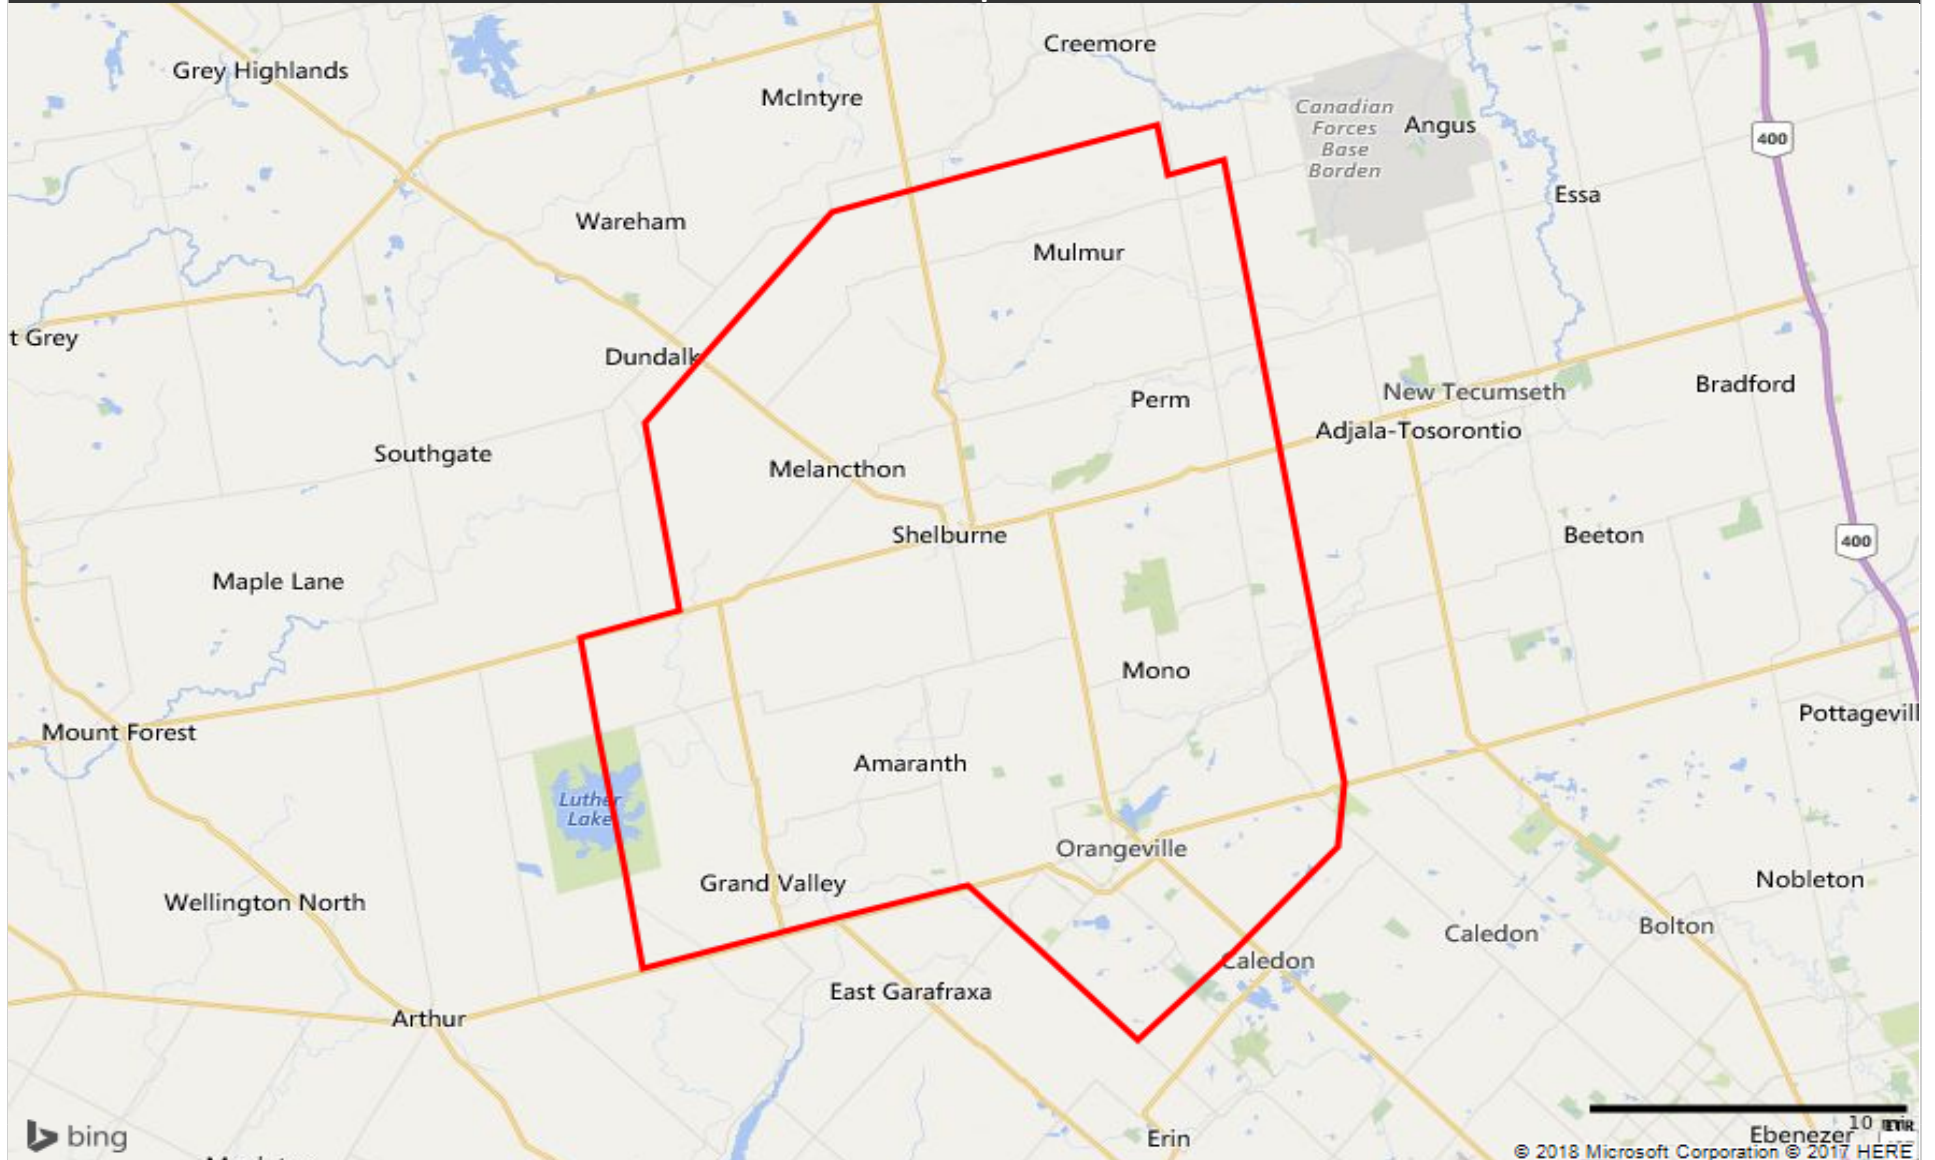 Creemore
Grey Highlands
McIntyre
Canadian
Forces
Base
Borden
Angus
400
Essa
Wareham
Mulmur
t Grey
Dundalk
New Tecumseth
Bradford
Perm
Adjala-Tosorontio
Southgate
Melancthon
Shelburne
Beeton
400
Maple Lane
Mono
Mount Forest
Pottagevill
Amaranth
Luther
Lake
Orangeville
Grand Valley
Nobleton
Wellington North
Caledon
Bolton
Caledon
East Garafraxa
Arthur
Erin
10
Ebenezer
bing
© 2018 Microsoft Corporation © 2017 HERE